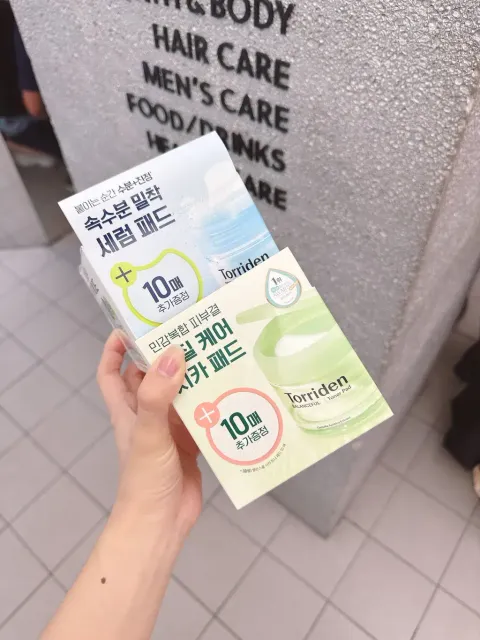 & BODY
HAIR CARE
MEN'S CARE
FOOD/DRINKS
CARE
붙이는 순간 수분+진정
속수분 밀착
세럼 패드
+
10매
추가증정
Torriden
민감복합 피부결
케어
패드
+
10매
추가증정
Torriden
BALANCEFUL Toner Pad